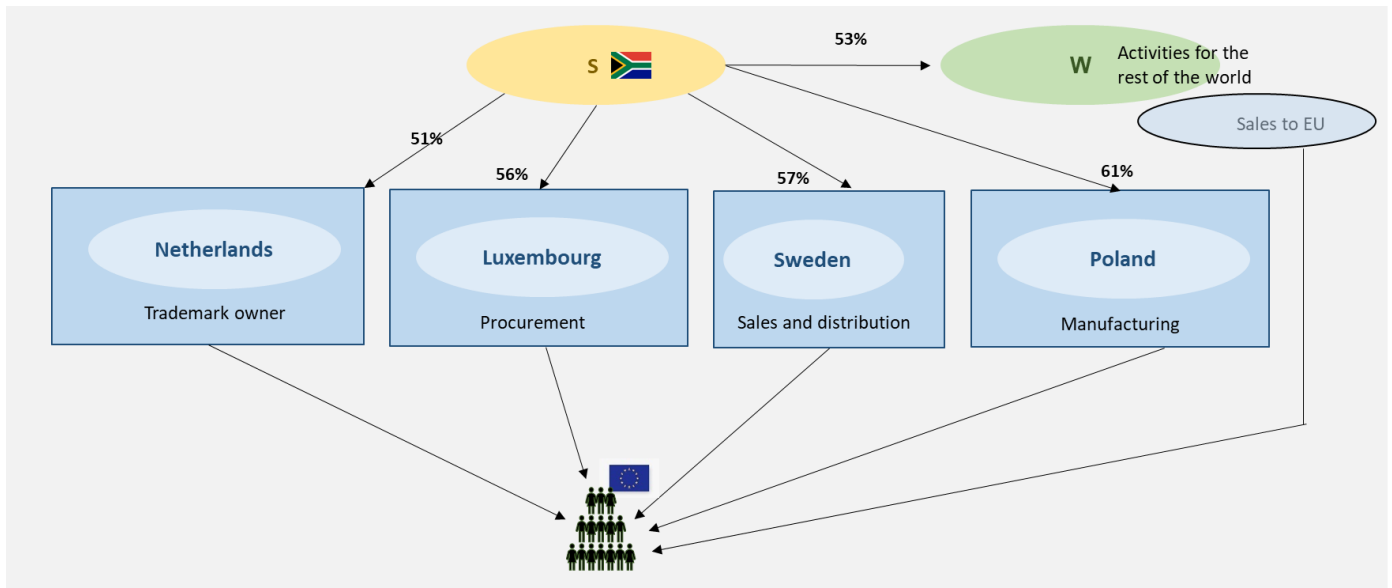 S
53%
W
Activities for the
rest of the world
Sales to EU
51%
56%
57%
61%
Netherlands
Trademark owner
Luxembourg
Procurement
Sweden
Sales and distribution
Poland
Manufacturing